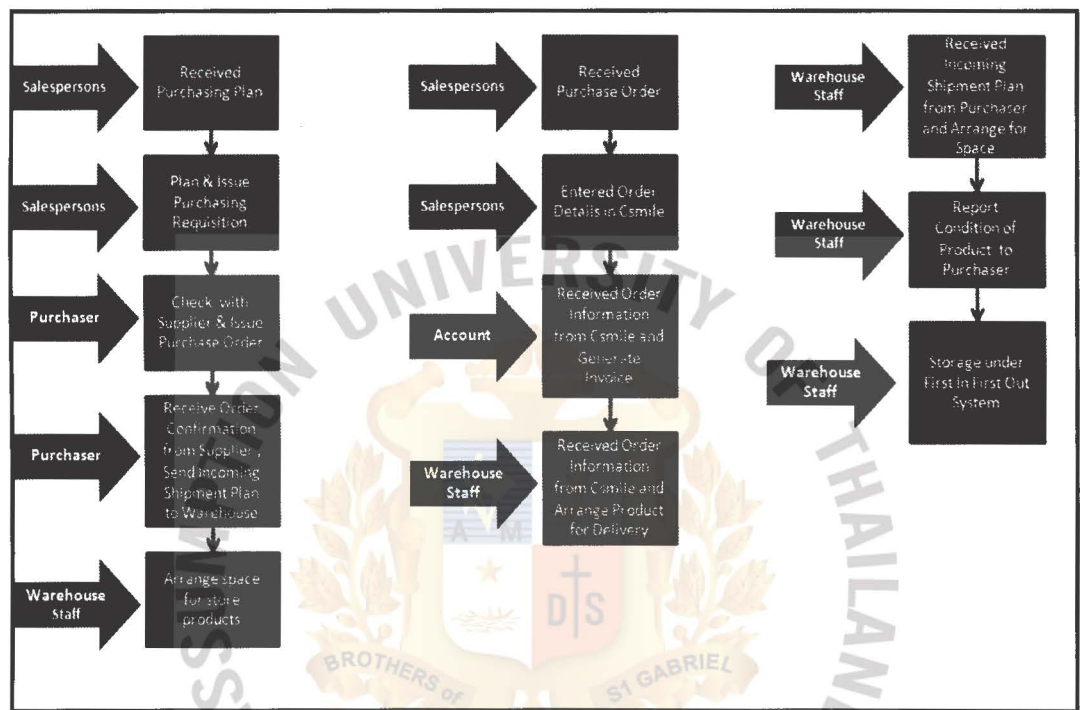 Salespersons
Received
Purchasing Plan
Salespersons
Plan & Issue
Purchasing
Requisition
Purchaser
Check with
Supplier & Issue
Purchase Order
Purchaser
Receive Order
Confirmation
from Supplier,
Send Incoming
Shipment Plan
to Warehouse
Warehouse
Staff
Arrange space
for store
products
Salespersons
Received
Purchase Order
Salespersons
Entered Order
Details in Csmile
Account
Received Order
Information
from Csmile and
Generate
Invoice
Warehouse
Staff
Received Order
Information
from Csmile and
Arrange Product
for Delivery
Warehouse
Staff
Received
Incoming
Shipment Plan
from Purchaser
and Arrange for
Space
Warehouse
Staff
Report
Condition of
Product to
Purchaser
Warehouse
Staff
Storage under
First In First Out
System
SSUMPTION UNIVERSITY OF THAILAN
A M
D S
BROTHERS of
S1 GABRIEL